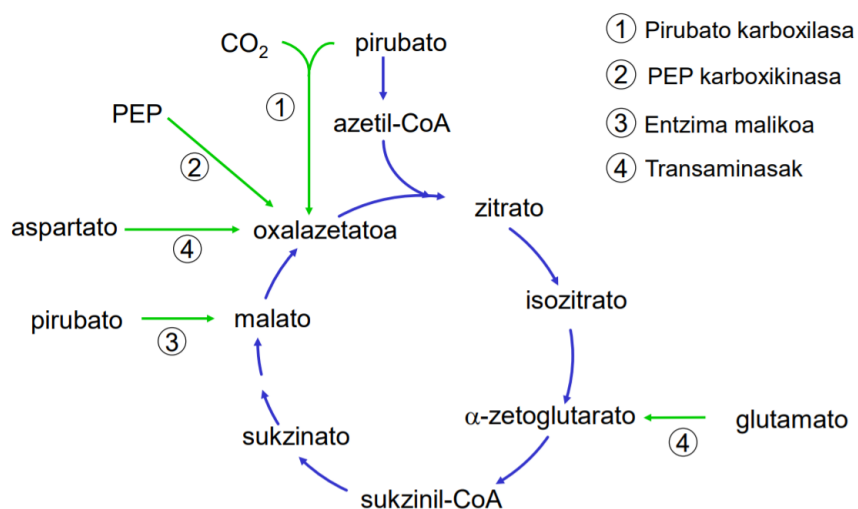 CO₂
pirubato
① Pirubato karboxilasa
② PEP karboxikinasa
③ Entzima malikoa
④ Transaminasak
①
PEP
azetil-CoA
②
aspartato
④
oxalazetatoa
zitrato
isozitrato
pirubato
③
malato
α-zetoglutarato
④
glutamato
sukzinato
sukzinil-CoA